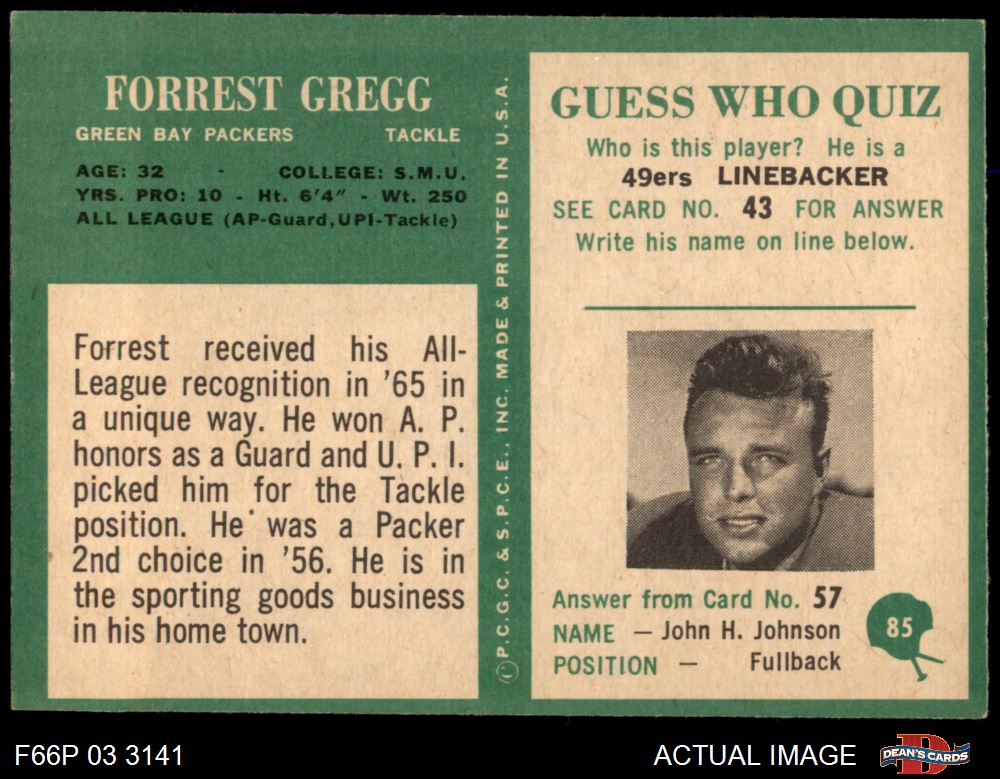 FORREST GREGG
GREEN BAY PACKERS TACKLE
AGE: 32 - COLLEGE: S.M.U.
YRS. PRO: 10 - Ht. 6'4" - Wt. 250
ALL LEAGUE (AP-Guard,UPI-Tackle)
Forrest received his All-
League recognition in '65 in
a unique way. He won A. P.
honors as a Guard and U. P. I.
picked him for the Tackle
position. He was a Packer
2nd choice in '56. He is in
the sporting goods business
in his home town.
©P.C.G.C. & S.P.C.E., INC. MADE & PRINTED IN U.S.A.
GUESS WHO QUIZ
Who is this player? He is a
49ers LINEBACKER
SEE CARD NO. 43 FOR ANSWER
Write his name on line below.
Answer from Card No. 57
NAME — John H. Johnson
POSITION — Fullback
85
F66P 03 3141
ACTUAL IMAGE
DEAN'S CARDS